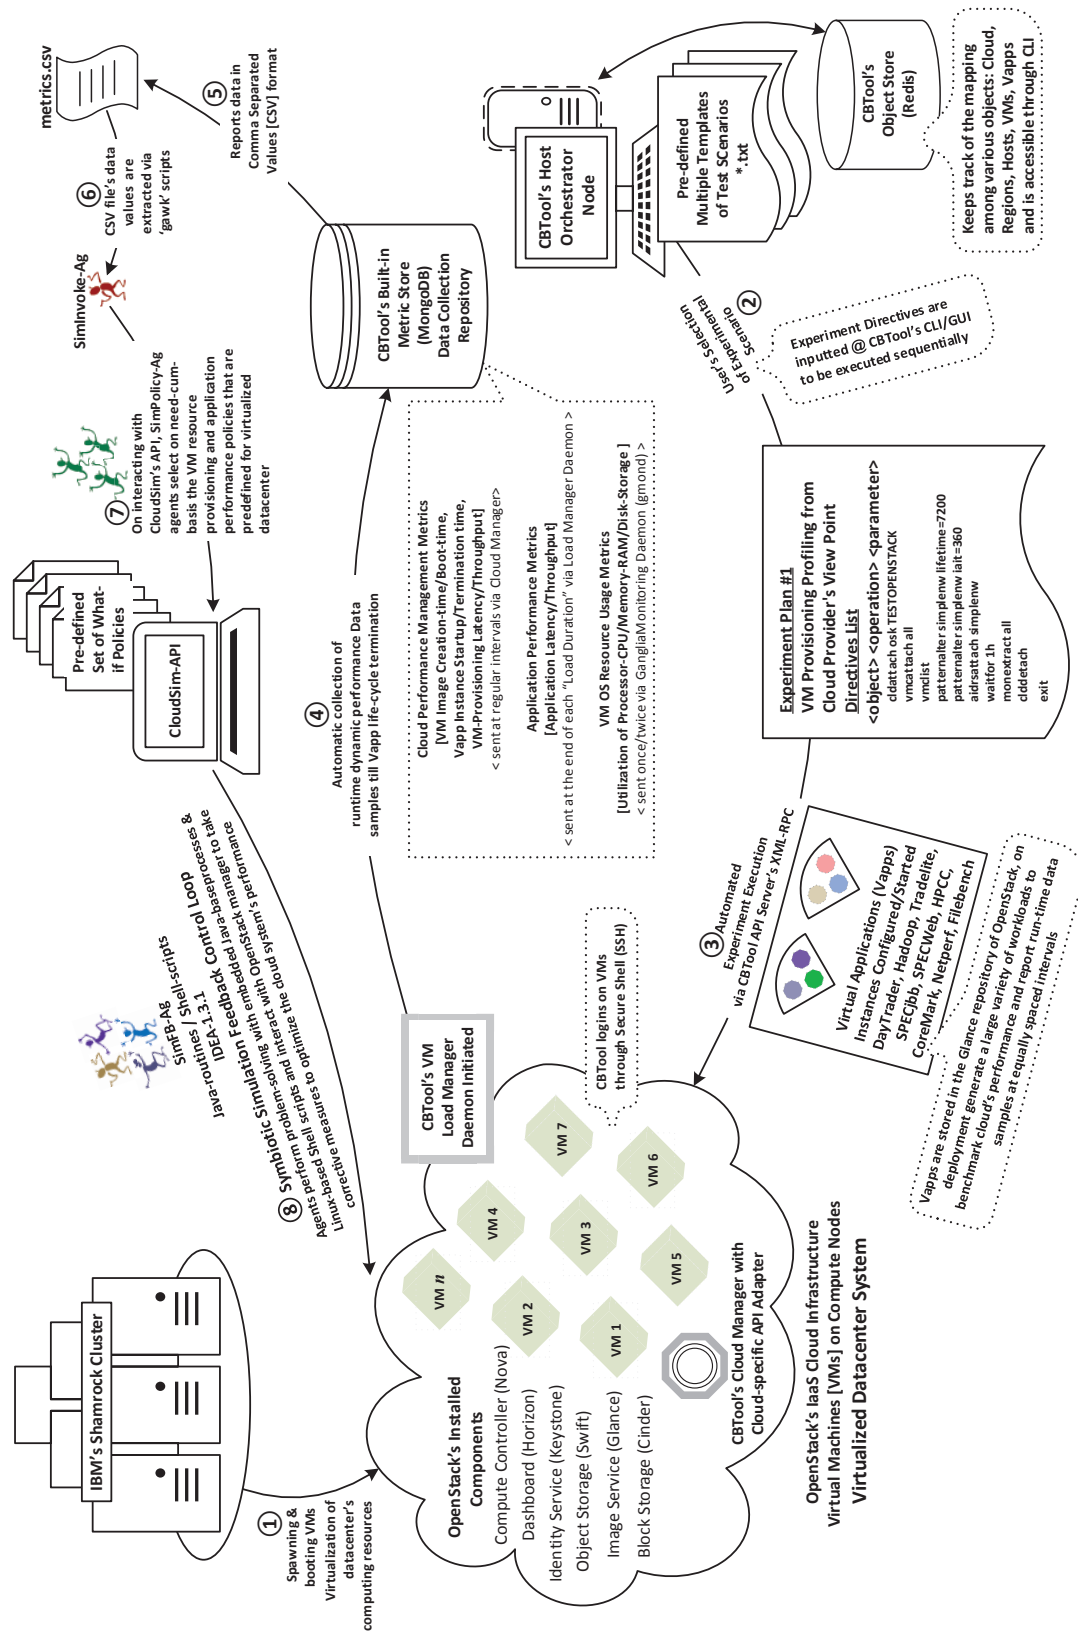 IBM's Shamrock Cluster
1
Spawning &
booting VMs
Virtualization of
datacenter's
computing resources
OpenStack's Installed
Components
Compute Controller (Nova)
Dashboard (Horizon)
Identity Service (Keystone)
Object Storage (Swift)
Image Service (Glance)
Block Storage (Cinder)
VM n
VM 4
VM 7
VM 2
VM 3
VM 6
VM 1
VM 5
CBTool's Cloud Manager with
Cloud-specific API Adapter
OpenStack's IaaS Cloud Infrastructure
Virtual Machines [VMs] on Compute Nodes
Virtualized Datacenter System
CBTool's VM
Load Manager
Daemon Initiated
CBTool logins on VMs
through Secure Shell (SSH)
CBTool's Host
Orchestrator
Node
Pre-defined
Multiple Templates
of Test SCenarios
*.txt
CBTool's
Object Store
(Redis)
Keeps track of the mapping
among various objects: Cloud,
Regions, Hosts, VMs, Vapps
and is accessible through CLI
2
User's Selection
of Experimental
Scenario
Experiment Directives are
inputted @ CBTool's CLI/GUI
to be executed sequentially
Experiment Plan #1
VM Provisioning Profiling from
Cloud Provider's View Point
Directives List
<object> <operation> <parameter>
dldattach osk TESTOPENSTACK
vmcattach all
vmclist
patternalter simplenw lifetime=7200
patternalter simplenw iait=360
aidrsattach simplenw
waitfor 1h
monextract all
dldetach
exit
3
Automated
Experiment Execution
via CBTool API Server's XML-RPC
Virtual Applications (Vapps)
Instances Configured/Started
DayTrader, Hadoop, Tradelite,
SPECjbb, SPECWeb, HPCC,
CoreMark, Netperf, Filebench
Vapps are stored in the Glance repository of OpenStack, on
deployment generate a large variety of workloads to
benchmark cloud's performance and report run-time data
samples at equally spaced intervals
4
Automatic collection of
runtime dynamic performance Data
samples till Vapp life-cycle termination
CBTool's Built-in
Metric Store
(MongoDB)
Data Collection
Repository
Cloud Performance Management Metrics
[VM Image Creation-time/Boot-time,
Vapp Instance Startup/Termination time,
VM-Provisioning Latency/Throughput]
< sent at regular intervals via Cloud Manager>
Application Performance Metrics
[Application Latency/Throughput]
< sent at the end of each "Load Duration" via Load Manager Daemon >
VM OS Resource Usage Metrics
[Utilization of Processor-CPU/Memory-RAM/Disk-Storage ]
< sent once/twice via GangliaMonitoring Daemon (gmond) >
5
Reports data in
Comma Separated
Values [CSV] format
metrics.csv
6
CSV file's data
values are
extracted via
'gawk' scripts
SimInvoke-Ag
7
On interacting with
CloudSim's API, SimPolicy-Ag
agents select on need-cum-
basis the VM resource
provisioning and application
performance policies that are
predefined for virtualized
datacenter
Pre-defined
Set of What-
if Policies
CloudSim-API
SimFB-Ag
Java-routines / Shell-scripts
IDEA.1.3.1
8
Symbiotic Simulation Feedback Control Loop
Agents perform problem-solving with embedded Java-baseprocesses &
Linux-based Shell scripts and interact with Openstack manager to take
corrective measures to optimize the cloud system's performance